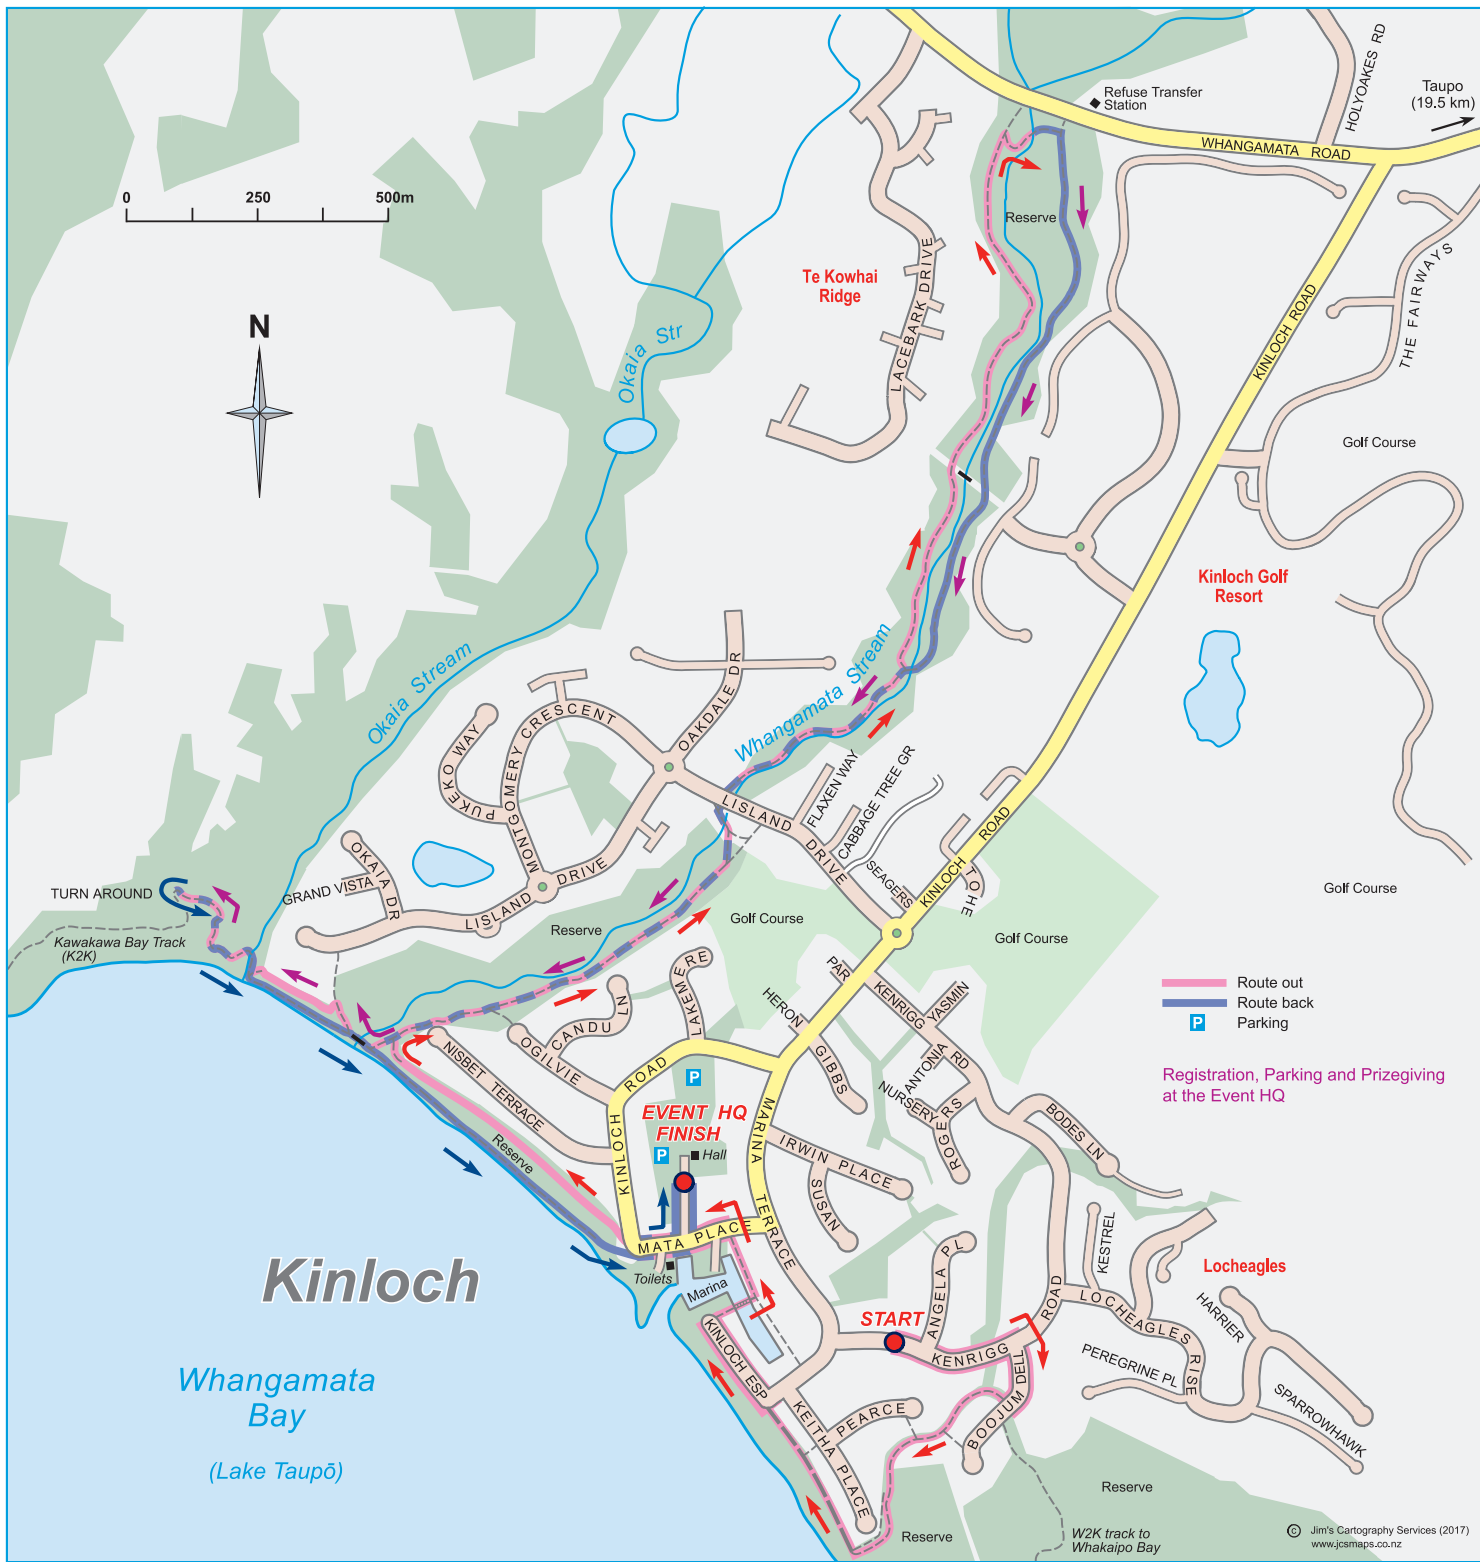 HOLYOAKES RD
Taupo
(19.5 km)
Refuse Transfer
Station
WHANGAMATA ROAD
0 250 500m
N
Okaia Str
Te Kowhai
Ridge
LACEBARK DRIVE
Reserve
KINLOCH ROAD
THE FAIRWAYS
Golf Course
Kinloch Golf
Resort
Okaia Stream
Whangamata Stream
OAKDALE DR
MONTGOMERY CRESCENT
PUKEKO WAY
LISLAND DRIVE
FLAXEN WAY
CABBAGE TREE GR
SEAGERS
KINLOCH ROAD
TO HE
OKAIA DR
GRAND VISTA
LISLAND DRIVE
TURN AROUND
Kawakawa Bay Track
(K2K)
Reserve
Golf Course
Golf Course
Golf Course
LAKEMERE
CANDU LN
OGILVIE
NISBET TERRACE
Reserve
KINLOCH ROAD
HERON
GIBBS
PAR
KENRIGG RD
YASMIN
ANTONIA
NURSERY
ROGERS
BODES LN
Route out
Route back
P Parking
Registration, Parking and Prizegiving
at the Event HQ
P
EVENT HQ
FINISH
P
Hall
MARINA TERRACE
IRWIN PLACE
SUSAN
MATA PLACE
Toilets
Marina
KINLOCH ESP
START
ANGELA PL
KENRIGG ROAD
KESTREL
LOCHEAGLES RISE
Locheagles
HARRIER
PEREGRINE PL
SPARROWHAWK
BOOJUM DELL
PEARCE
KEITHA PLACE
Kinloch
Whangamata
Bay
(Lake Taupō)
Reserve
Reserve
W2K track to
Whakaipo Bay
© Jim's Cartography Services (2017)
www.jcsmaps.co.nz